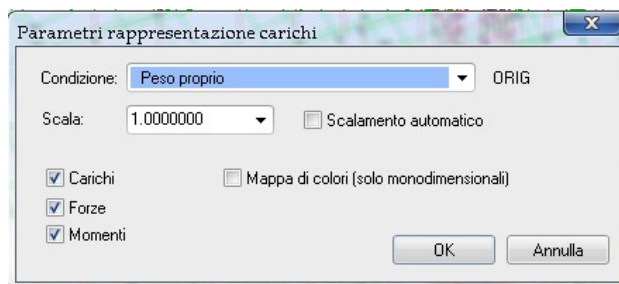 Parametri rappresentazione carichi
Condizione: Peso proprio ORIG
Scala: 1.0000000 Scalamento automatico
Carichi Mappa di colori (solo monodimensionali)
Forze
Momenti
OK Annulla